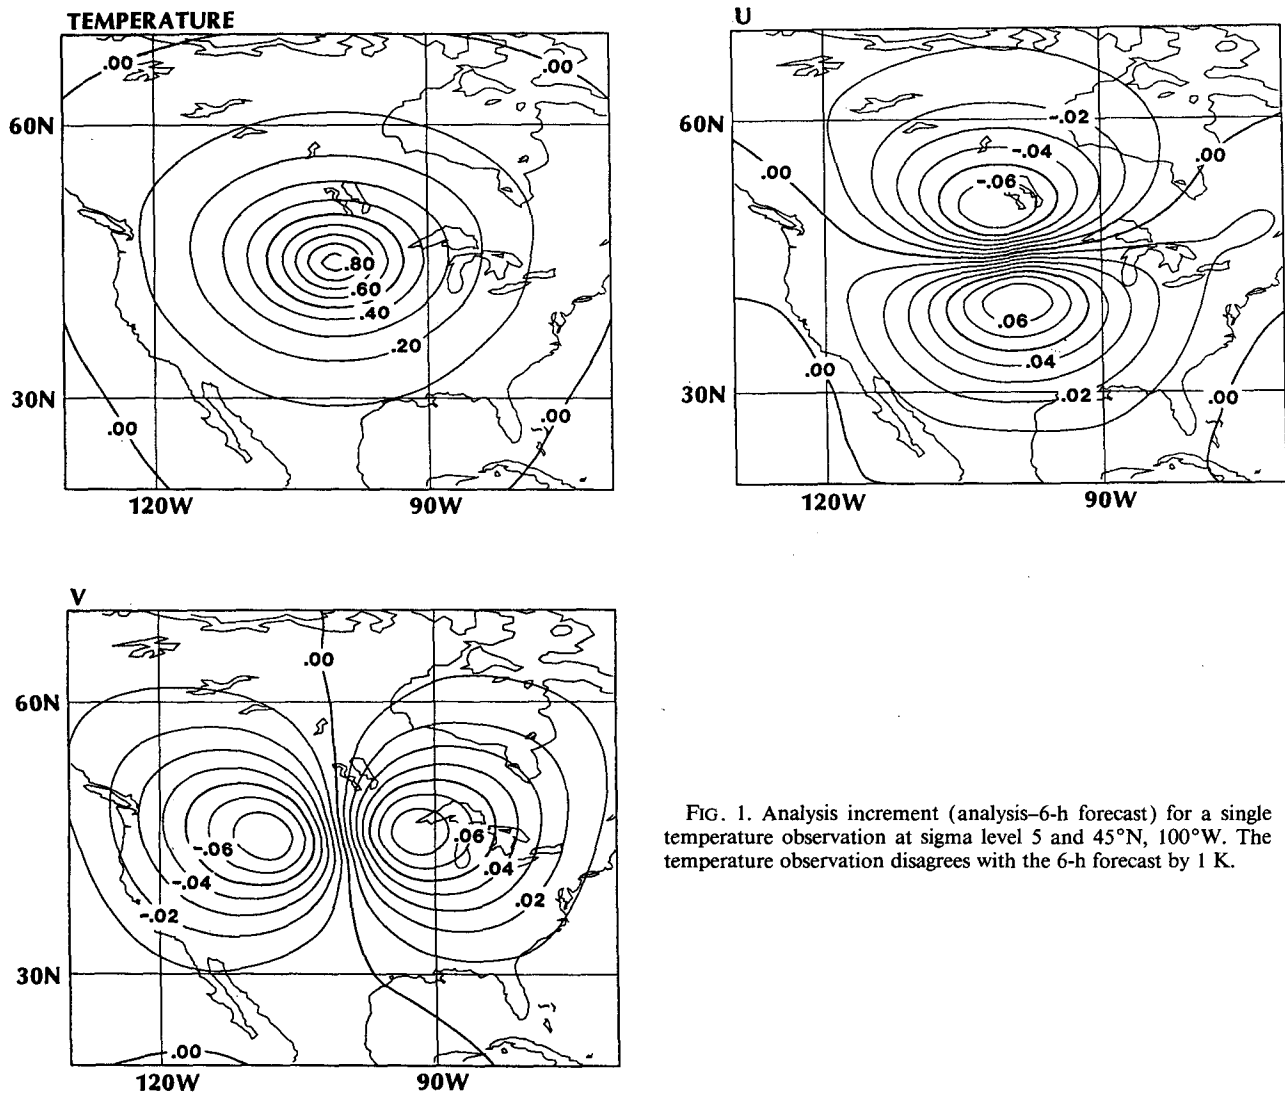 TEMPERATURE
.00
.00
60N
.80
.60
.40
.20
30N
.00
.00
120W
90W
U
60N
-.02
-.04
.00
.00
-.06
.06
.04
.00
30N
.02
.00
120W
90W
V
.00
60N
-.06
.06
-.04
.04
-.02
.02
30N
.00
120W
90W
FIG. 1. Analysis increment (analysis–6-h forecast) for a single
temperature observation at sigma level 5 and 45°N, 100°W. The
temperature observation disagrees with the 6-h forecast by 1 K.